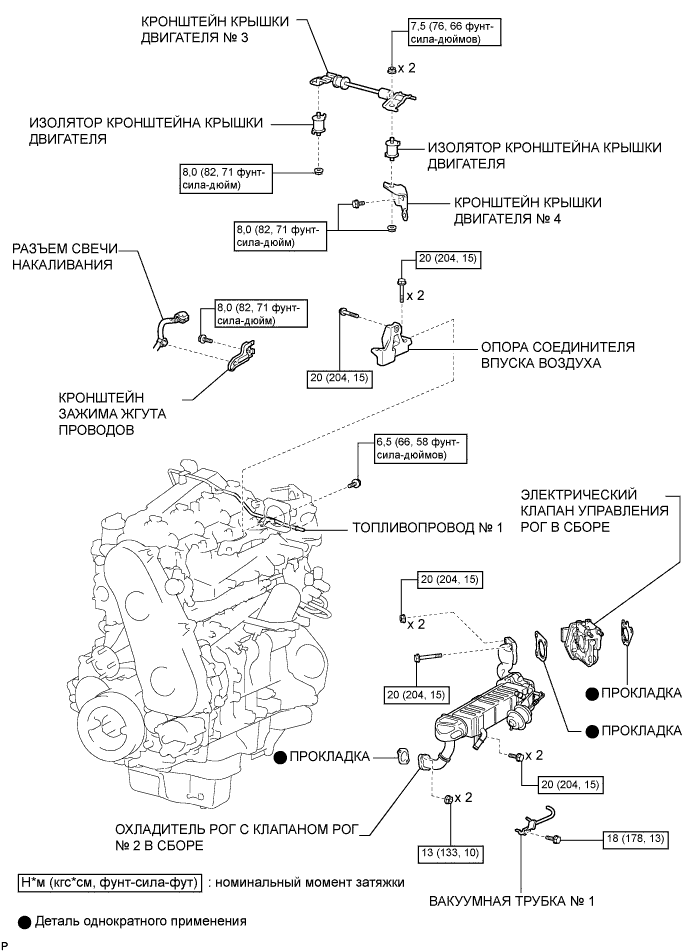 КРОНШТЕЙН КРЫШКИ
ДВИГАТЕЛЯ № 3
7,5 (76, 66 фунт-
сила-дюймов)
x 2
ИЗОЛЯТОР КРОНШТЕЙНА КРЫШКИ
ДВИГАТЕЛЯ
ИЗОЛЯТОР КРОНШТЕЙНА КРЫШКИ
ДВИГАТЕЛЯ
8,0 (82, 71 фунт-
сила-дюйм)
КРОНШТЕЙН КРЫШКИ
ДВИГАТЕЛЯ № 4
8,0 (82, 71 фунт-
сила-дюйм)
РАЗЪЕМ СВЕЧИ
НАКАЛИВАНИЯ
20 (204, 15)
x 2
8,0 (82, 71 фунт-
сила-дюйм)
ОПОРА СОЕДИНИТЕЛЯ
ВПУСКА ВОЗДУХА
20 (204, 15)
КРОНШТЕЙН
ЗАЖИМА ЖГУТА
ПРОВОДОВ
6,5 (66, 58 фунт-
сила-дюймов)
ЭЛЕКТРИЧЕСКИЙ
КЛАПАН УПРАВЛЕНИЯ
РОГ В СБОРЕ
ТОПЛИВОПРОВОД № 1
20 (204, 15)
x 2
20 (204, 15)
ПРОКЛАДКА
ПРОКЛАДКА
ПРОКЛАДКА
x 2
20 (204, 15)
x 2
ОХЛАДИТЕЛЬ РОГ С КЛАПАНОМ РОГ
№ 2 В СБОРЕ
13 (133, 10)
18 (178, 13)
Н*м (кгс*см, фунт-сила-фут) : номинальный момент затяжки
ВАКУУМНАЯ ТРУБКА № 1
Деталь однократного применения
P